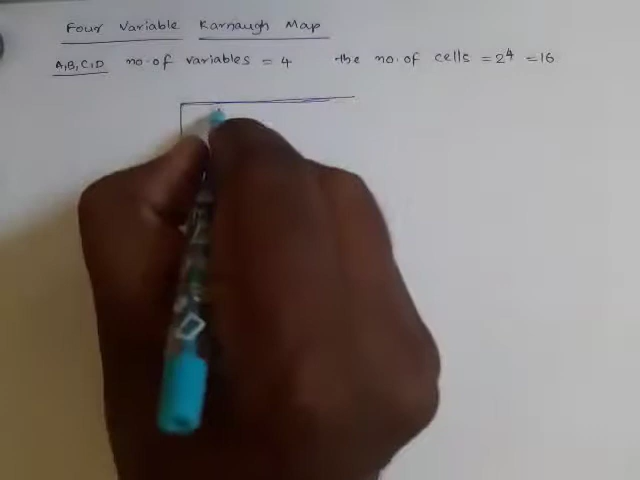 Four Variable Karnaugh Map
A,B,C,D no. of variables = 4 the no. of cells = 2⁴ = 16